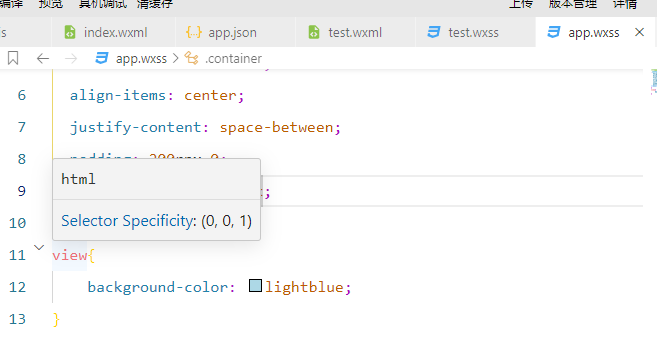 编译 预览 真机调试 清缓存 上传 版本管理 详情
index.wxml app.json test.wxml test.wxss app.wxss
app.wxss > .container
6 align-items: center;
7 justify-content: space-between;
8 padding: 200rpx 0;
html
9 ;
Selector Specificity: (0, 0, 1)
10
11 view{
12 background-color: lightblue;
13 }